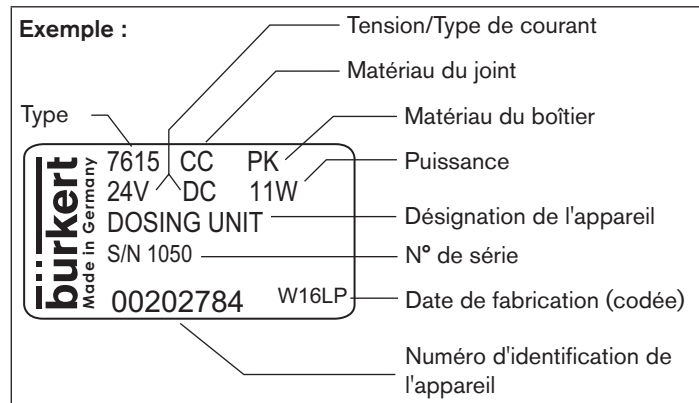 Exemple :
Tension/Type de courant
Matériau du joint
Type
Matériau du boîtier
Puissance
Désignation de l'appareil
N° de série
Date de fabrication (codée)
Numéro d'identification de
l'appareil
burkert
Made in Germany
7615 CC PK
24V DC 11W
DOSING UNIT
S/N 1050
00202784 W16LP